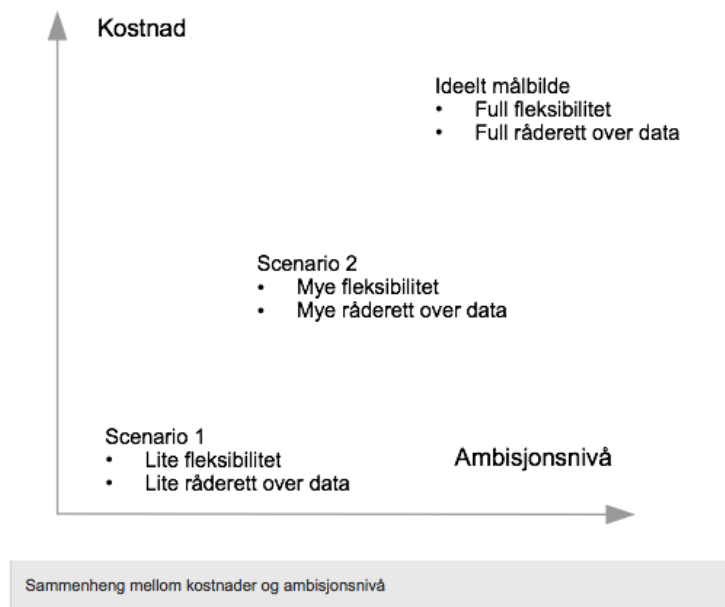 Kostnad
Ideelt målbilde
• Full fleksibilitet
• Full råderett over data
Scenario 2
• Mye fleksibilitet
• Mye råderett over data
Scenario 1
• Lite fleksibilitet
• Lite råderett over data
Ambisjonsnivå
Sammenheng mellom kostnader og ambisjonsnivå